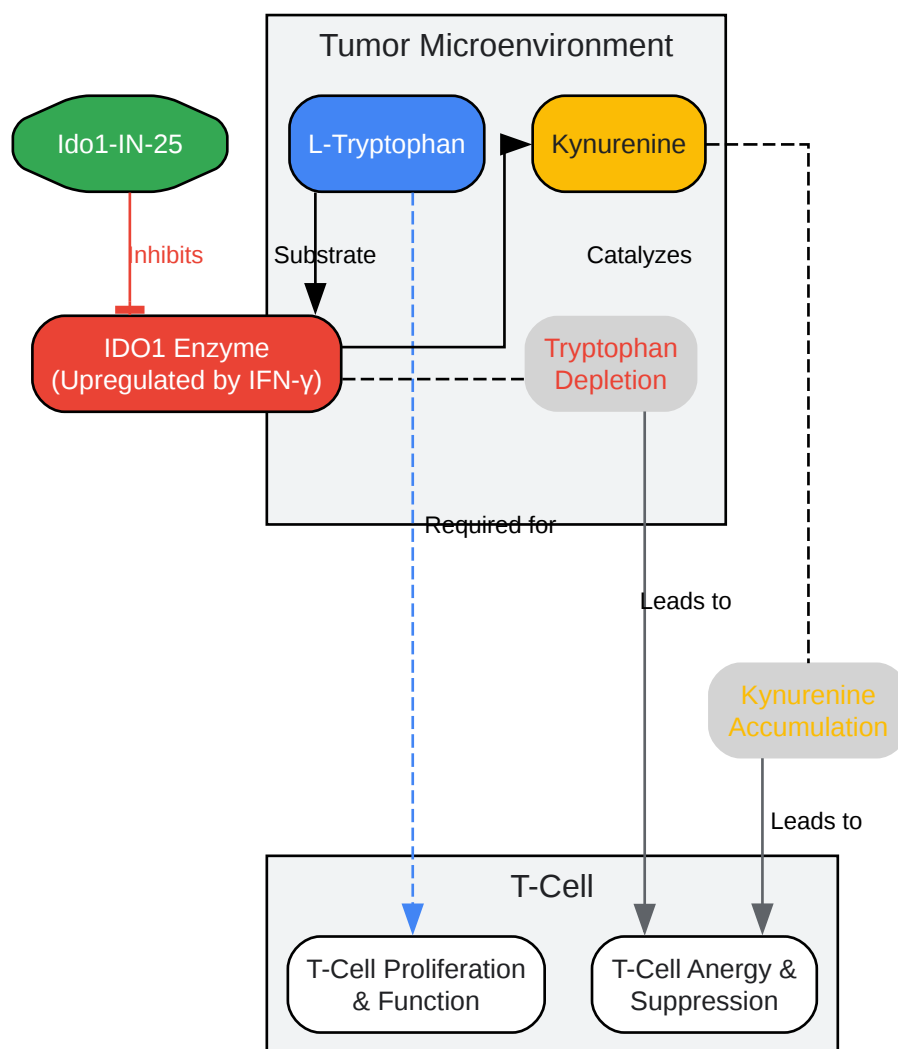 Tumor Microenvironment
Ido1-IN-25
L-Tryptophan
Kynurenine
Inhibits
Substrate
Catalyzes
IDO1 Enzyme
(Upregulated by IFN-γ)
Tryptophan
Depletion
Required for
Leads to
Kynurenine
Accumulation
Leads to
T-Cell
T-Cell Proliferation
& Function
T-Cell Anergy &
Suppression